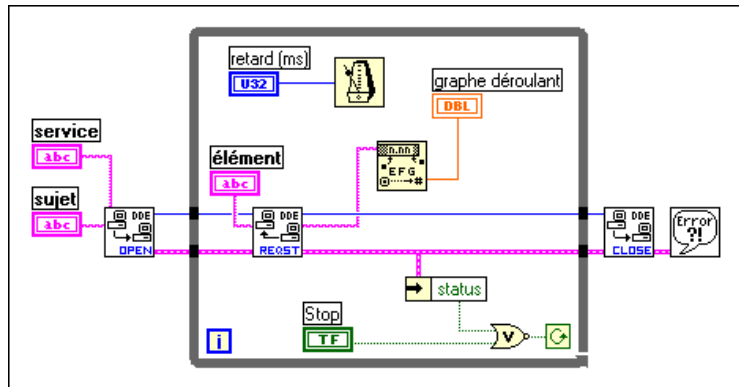 retard (ms)
U32
graphe déroulant
DBL
service
abc
n.nn
élément
EFG
abc
#
sujet
abc
DDE
OPEN
DDE
REQST
DDE
CLOSE
Error
?!
status
Stop
TF
V
i